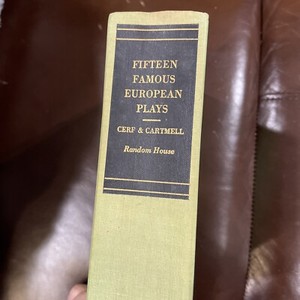 FIFTEEN
FAMOUS
EUROPEAN
PLAYS
CERF & CARTMELL
Random House